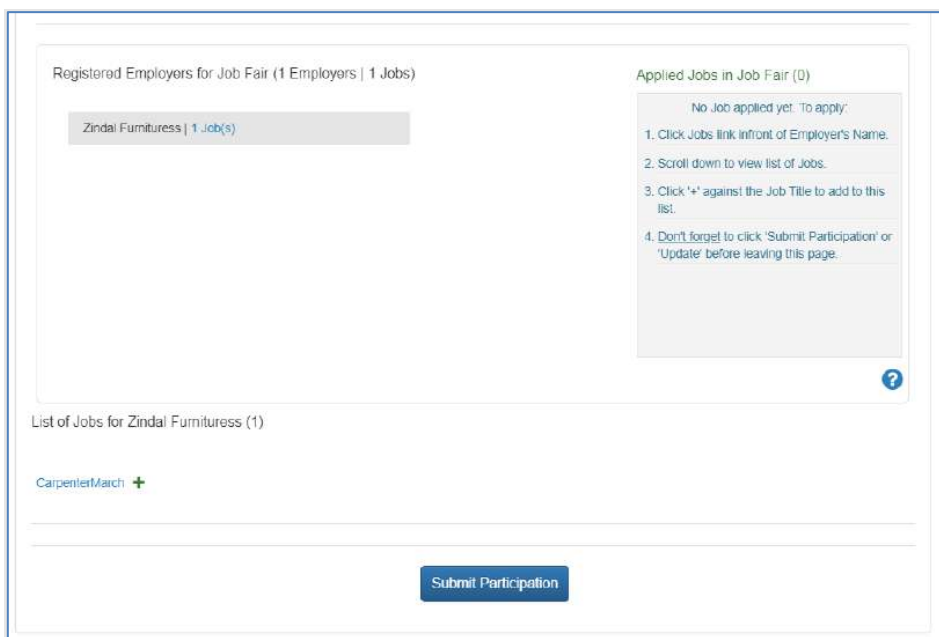 Registered Employers for Job Fair (1 Employers | 1 Jobs)
Zindal Furnituress | 1 Job(s)
Applied Jobs in Job Fair (0)
No Job applied yet. To apply:
1. Click Jobs link infront of Employer's Name.
2. Scroll down to view list of Jobs.
3. Click '+' against the Job Title to add to this
list.
4. Don't forget to click 'Submit Participation' or
'Update' before leaving this page.
?
List of Jobs for Zindal Furnituress (1)
CarpenterMarch +
Submit Participation